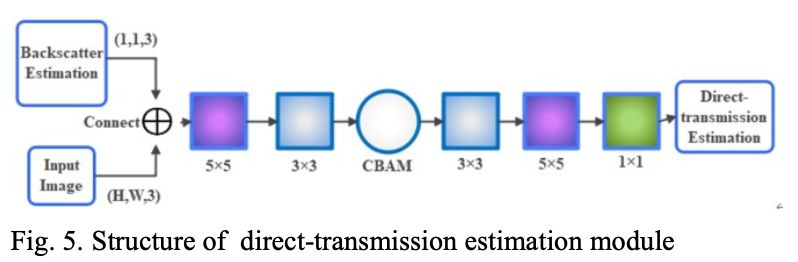 Backscatter
Estimation
(1,1,3)
Connect
Input
Image
(H,W,3)
5×5
3×3
CBAM
3×3
5×5
1×1
Direct-
transmission
Estimation
Fig. 5. Structure of direct-transmission estimation module